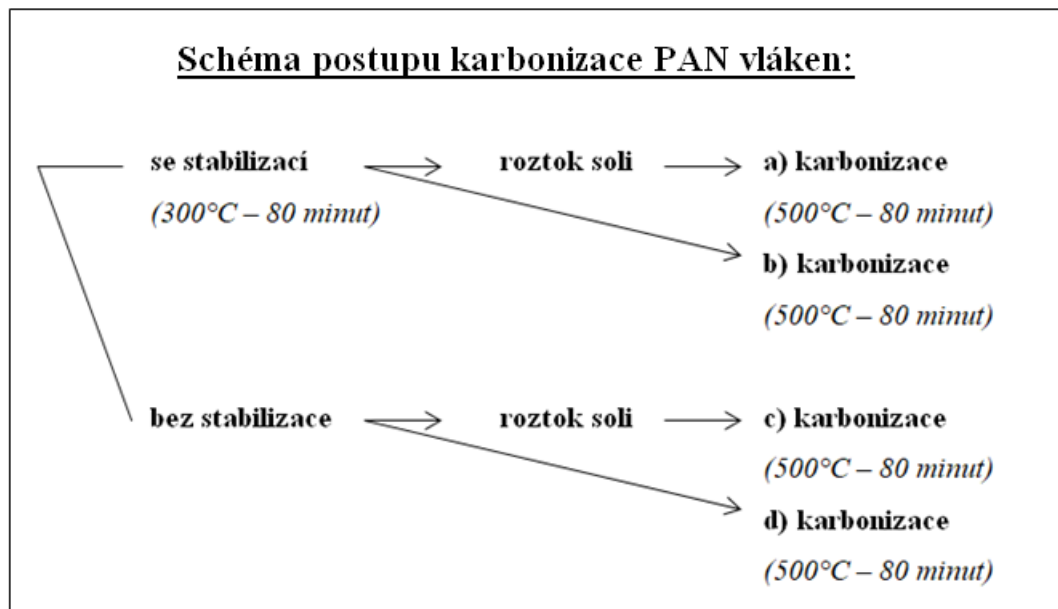 Schéma postupu karbonizace PAN vláken:
se stabilizací roztok soli a) karbonizace
(300°C – 80 minut) (500°C – 80 minut)
b) karbonizace
(500°C – 80 minut)
bez stabilizace roztok soli c) karbonizace
(500°C – 80 minut)
d) karbonizace
(500°C – 80 minut)